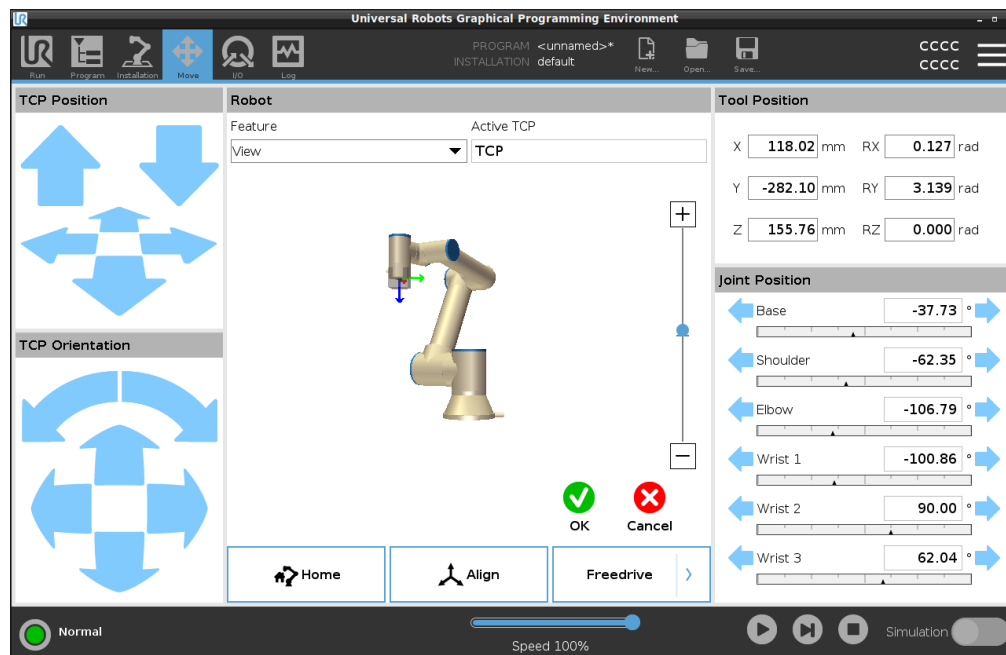 Universal Robots Graphical Programming Environment
Run
Program
Installation
Move
I/O
Log
PROGRAM <unnamed>*
INSTALLATION default
New...
Open...
Save...
CCCC
CCCC
TCP Position
TCP Orientation
Robot
Feature
Active TCP
View
TCP
OK
Cancel
Home
Align
Freedrive
Tool Position
X 118.02 mm RX 0.127 rad
Y -282.10 mm RY 3.139 rad
Z 155.76 mm RZ 0.000 rad
Joint Position
Base -37.73 °
Shoulder -62.35 °
Elbow -106.79 °
Wrist 1 -100.86 °
Wrist 2 90.00 °
Wrist 3 62.04 °
Normal
Speed 100%
Simulation